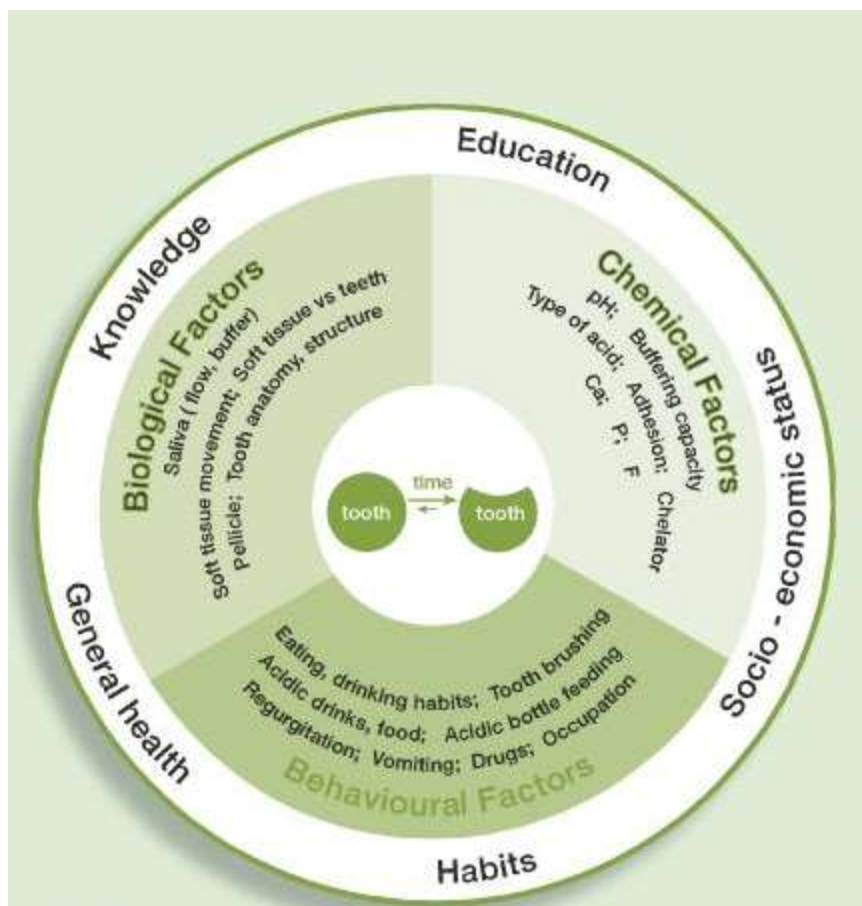 Education
Knowledge
Socio - economic status
General health
Habits
Biological Factors
Saliva ( flow, buffer)
Soft tissue movement; Soft tissue vs teeth
Pellicle; Tooth anatomy, structure
Chemical Factors
pH; Buffering capacity
Type of acid; Adhesion; Chelator
Ca; P; F
time
tooth
tooth
Eating, drinking habits; Tooth brushing
Acidic drinks, food; Acidic bottle feeding
Regurgitation; Vomiting; Drugs; Occupation
Behavioural Factors